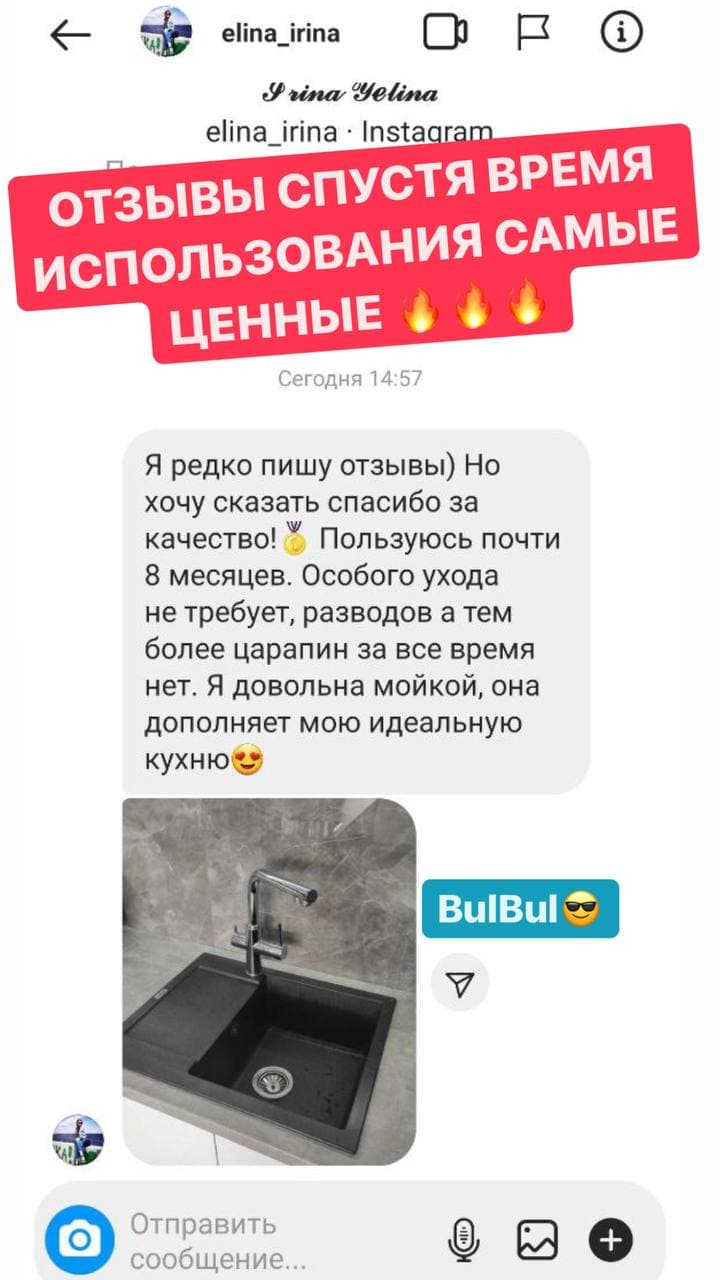 elina_irina
Irina Yelina
elina_irina · Instagram
ОТЗЫВЫ СПУСТЯ ВРЕМЯ
ИСПОЛЬЗОВАНИЯ САМЫЕ
ЦЕННЫЕ 🔥🔥🔥
Сегодня 14:57
Я редко пишу отзывы) Но
хочу сказать спасибо за
качество!🏅 Пользуюсь почти
8 месяцев. Особого ухода
не требует, разводов а тем
более царапин за все время
нет. Я довольна мойкой, она
дополняет мою идеальную
кухню😍
BulBul😎
Отправить
сообщение...